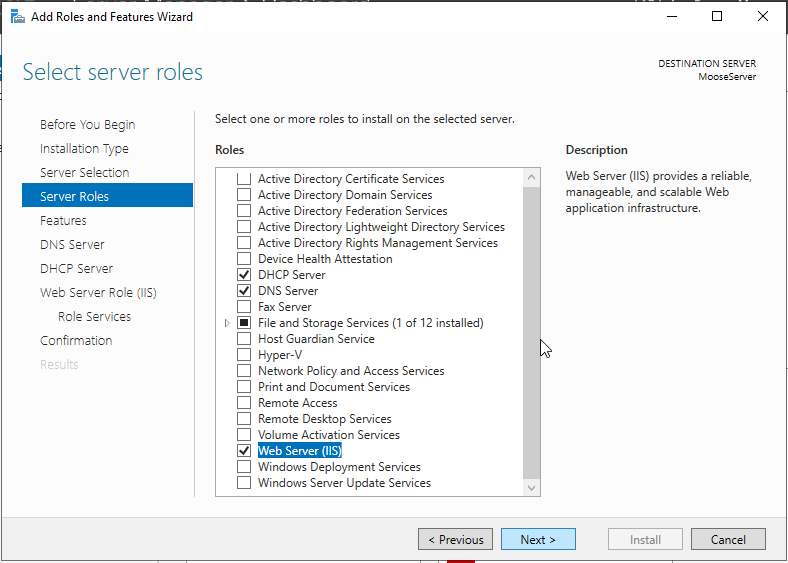 Add Roles and Features Wizard
Select server roles
DESTINATION SERVER
MooseServer
Before You Begin
Installation Type
Server Selection
Server Roles
Features
DNS Server
DHCP Server
Web Server Role (IIS)
Role Services
Confirmation
Results
Select one or more roles to install on the selected server.
Roles
Active Directory Certificate Services
Active Directory Domain Services
Active Directory Federation Services
Active Directory Lightweight Directory Services
Active Directory Rights Management Services
Device Health Attestation
DHCP Server
DNS Server
Fax Server
File and Storage Services (1 of 12 installed)
Host Guardian Service
Hyper-V
Network Policy and Access Services
Print and Document Services
Remote Access
Remote Desktop Services
Volume Activation Services
Web Server (IIS)
Windows Deployment Services
Windows Server Update Services
Description
Web Server (IIS) provides a reliable,
manageable, and scalable Web
application infrastructure.
< Previous
Next >
Install
Cancel